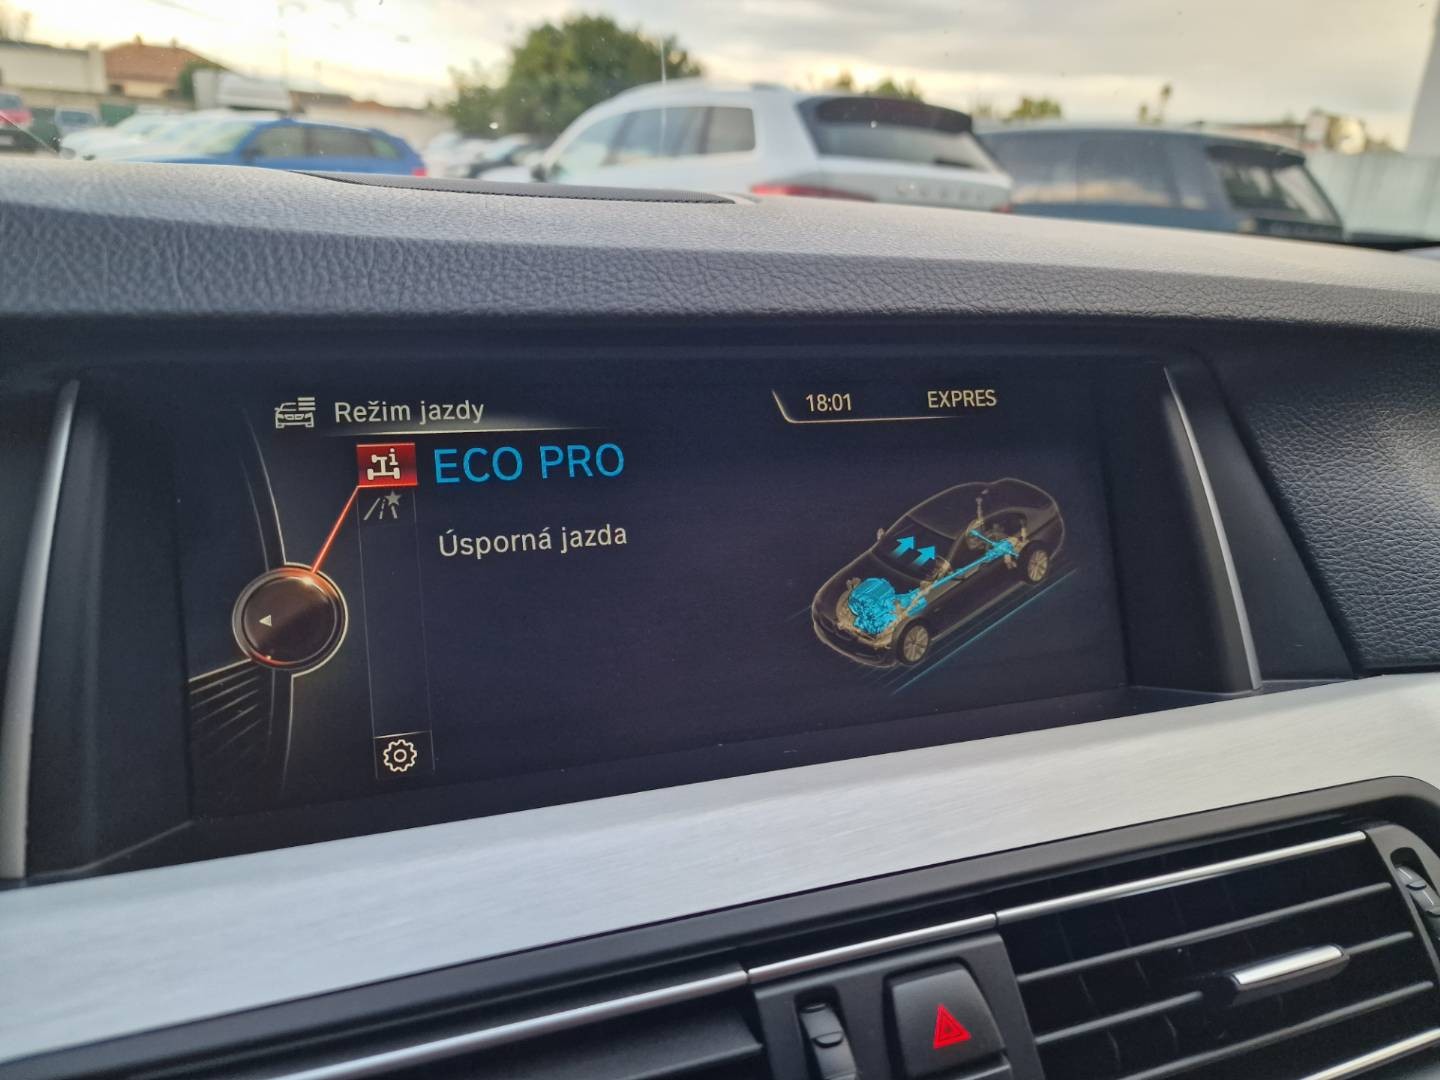 Režim jazdy
18:01
EXPRES
ECO PRO
Úsporná jazda